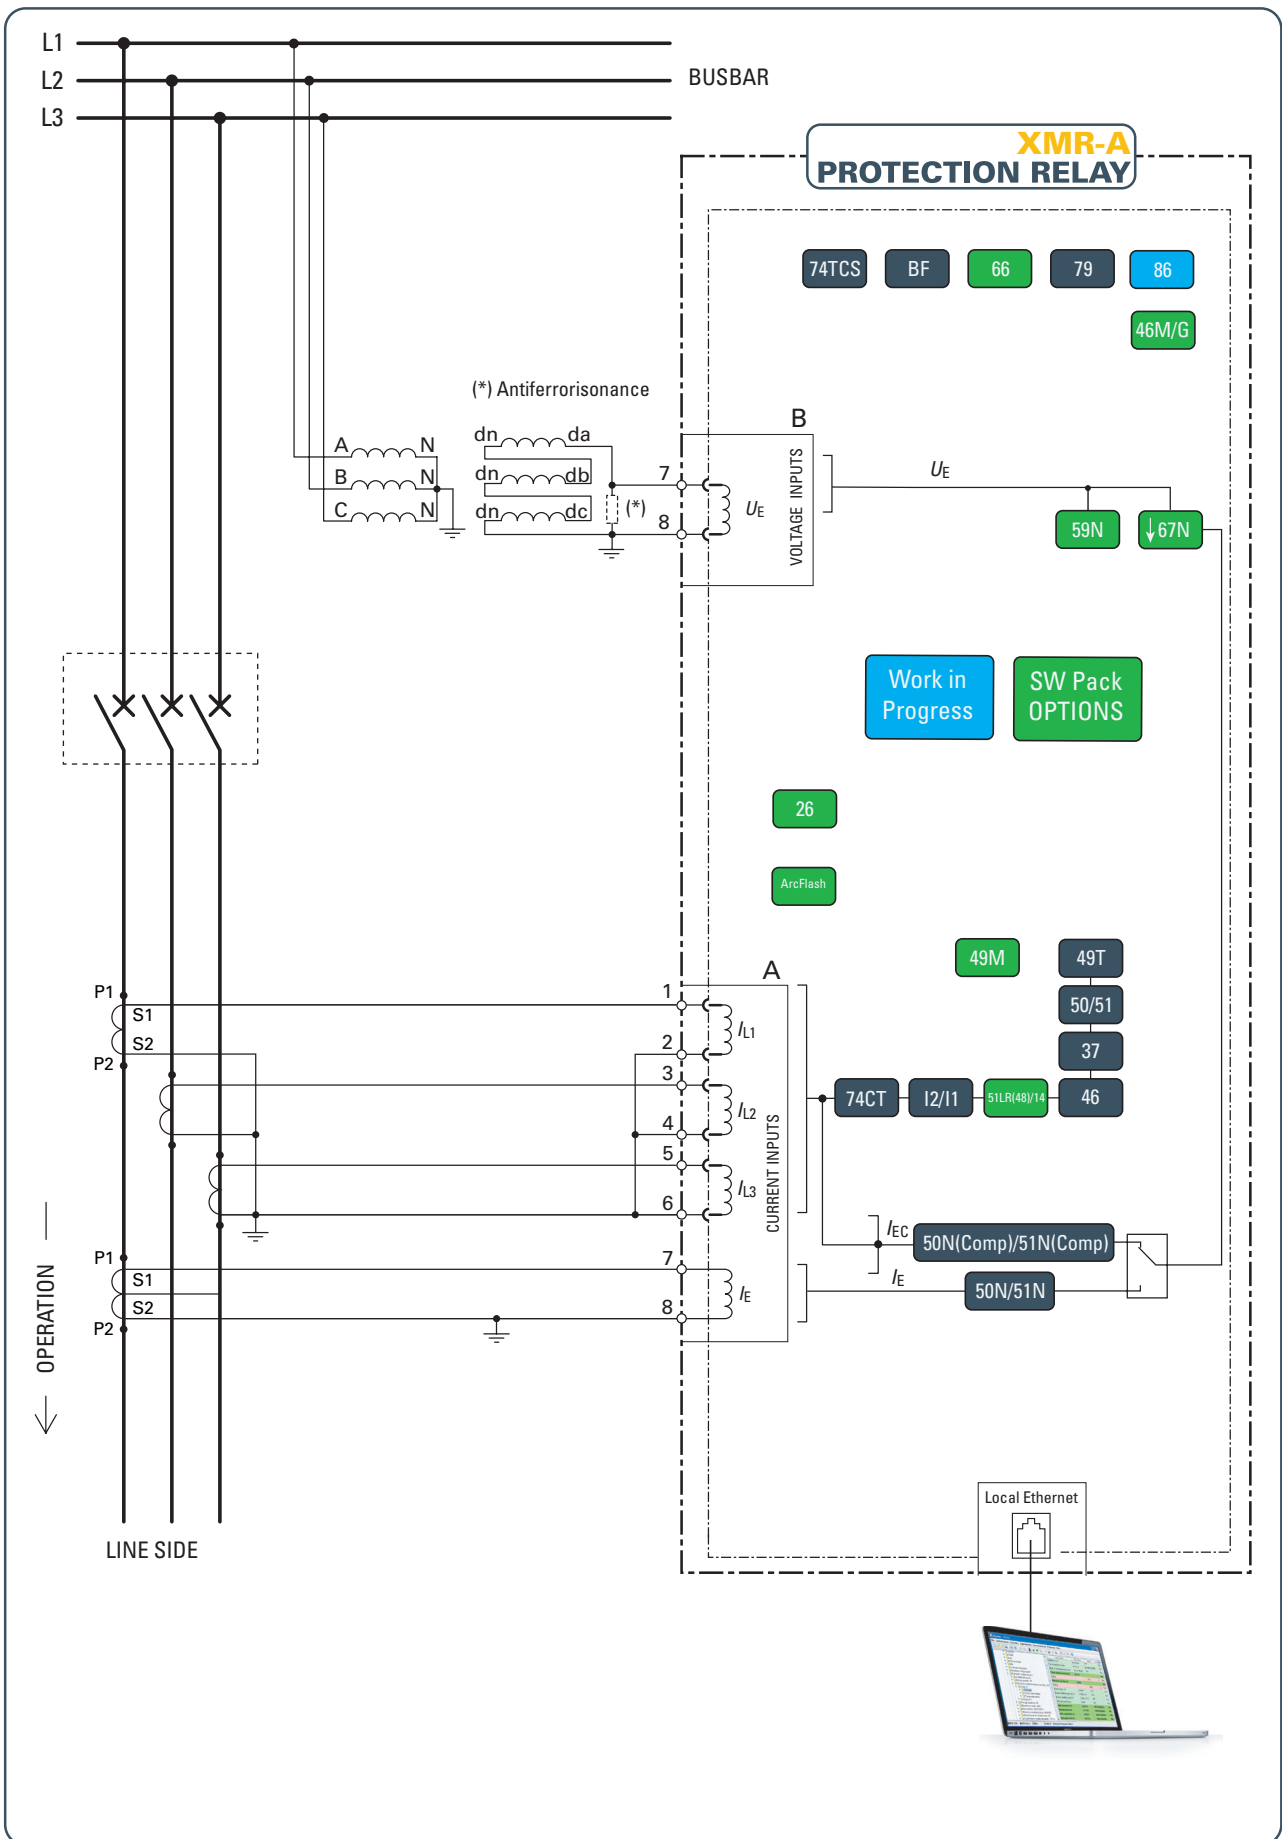 L1
L2
BUSBAR
L3
XMR-A
PROTECTION RELAY
74TCS
BF
66
79
86
46M/G
(*) Antiferrorisonance
A
N
B
N
C
N
dn
da
dn
db
dn
dc
(*)
7
8
B
UE
VOLTAGE INPUTS
UE
59N
↓67N
Work in
Progress
SW Pack
OPTIONS
26
ArcFlash
49M
49T
50/51
37
74CT
I2/I1
51LR(48)/14
46
P1
S1
S2
P2
1
2
3
4
5
6
A
IL1
IL2
IL3
CURRENT INPUTS
IEC
50N(Comp)/51N(Comp)
P1
S1
S2
P2
7
8
IE
IE
50N/51N
OPERATION
LINE SIDE
Local Ethernet